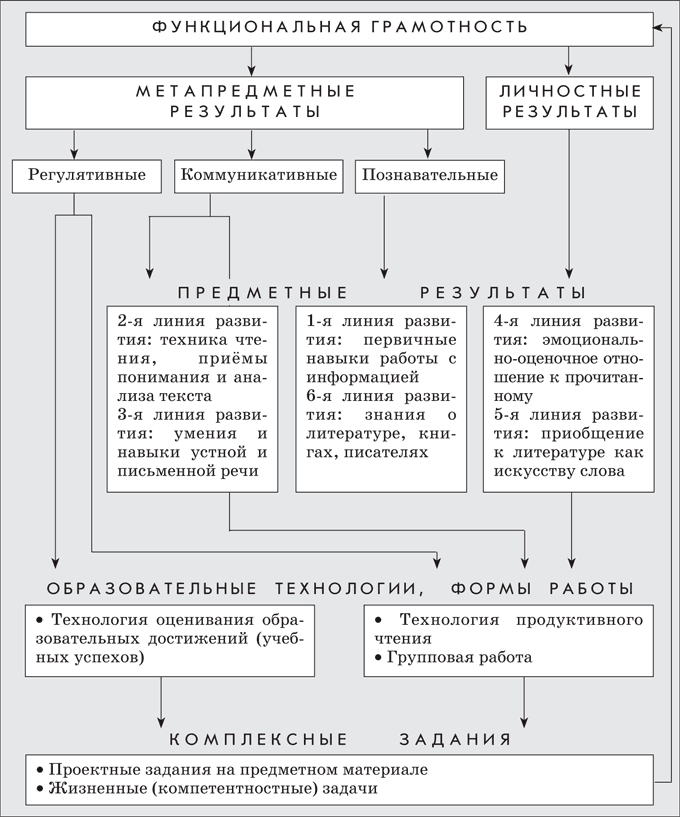 ФУНКЦИОНАЛЬНАЯ ГРАМОТНОСТЬ
МЕТАПРЕДМЕТНЫЕ
РЕЗУЛЬТАТЫ
ЛИЧНОСТНЫЕ
РЕЗУЛЬТАТЫ
Регулятивные
Коммуникативные
Познавательные
ПРЕДМЕТНЫЕ РЕЗУЛЬТАТЫ
2-я линия разви-
тия: техника чте-
ния, приёмы
понимания и ана-
лиза текста
3-я линия разви-
тия: умения и
навыки устной и
письменной речи
1-я линия разви-
тия: первичные
навыки работы с
информацией
6-я линия разви-
тия: знания о
литературе, кни-
гах, писателях
4-я линия разви-
тия: эмоциональ-
но-оценочное отно-
шение к прочитан-
ному
5-я линия разви-
тия: приобщение
к литературе как
искусству слова
ОБРАЗОВАТЕЛЬНЫЕ ТЕХНОЛОГИИ, ФОРМЫ РАБОТЫ
• Технология оценивания обра-
зовательных достижений (учеб-
ных успехов)
• Технология продуктивного
чтения
• Групповая работа
КОМПЛЕКСНЫЕ ЗАДАНИЯ
• Проектные задания на предметном материале
• Жизненные (компетентностные) задачи